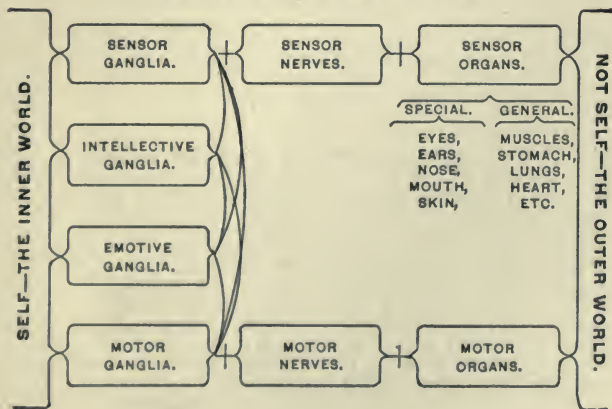 SENSOR
GANGLIA.
SENSOR
NERVES.
SENSOR
ORGANS.
SPECIAL. GENERAL.
EYES,
EARS,
NOSE,
MOUTH,
SKIN,
MUSCLES,
STOMACH,
LUNGS,
HEART,
ETC.
INTELLECTIVE
GANGLIA.
EMOTIVE
GANGLIA.
MOTOR
GANGLIA.
MOTOR
NERVES.
MOTOR
ORGANS.
SELF—THE INNER WORLD.
NOT SELF—THE OUTER WORLD.